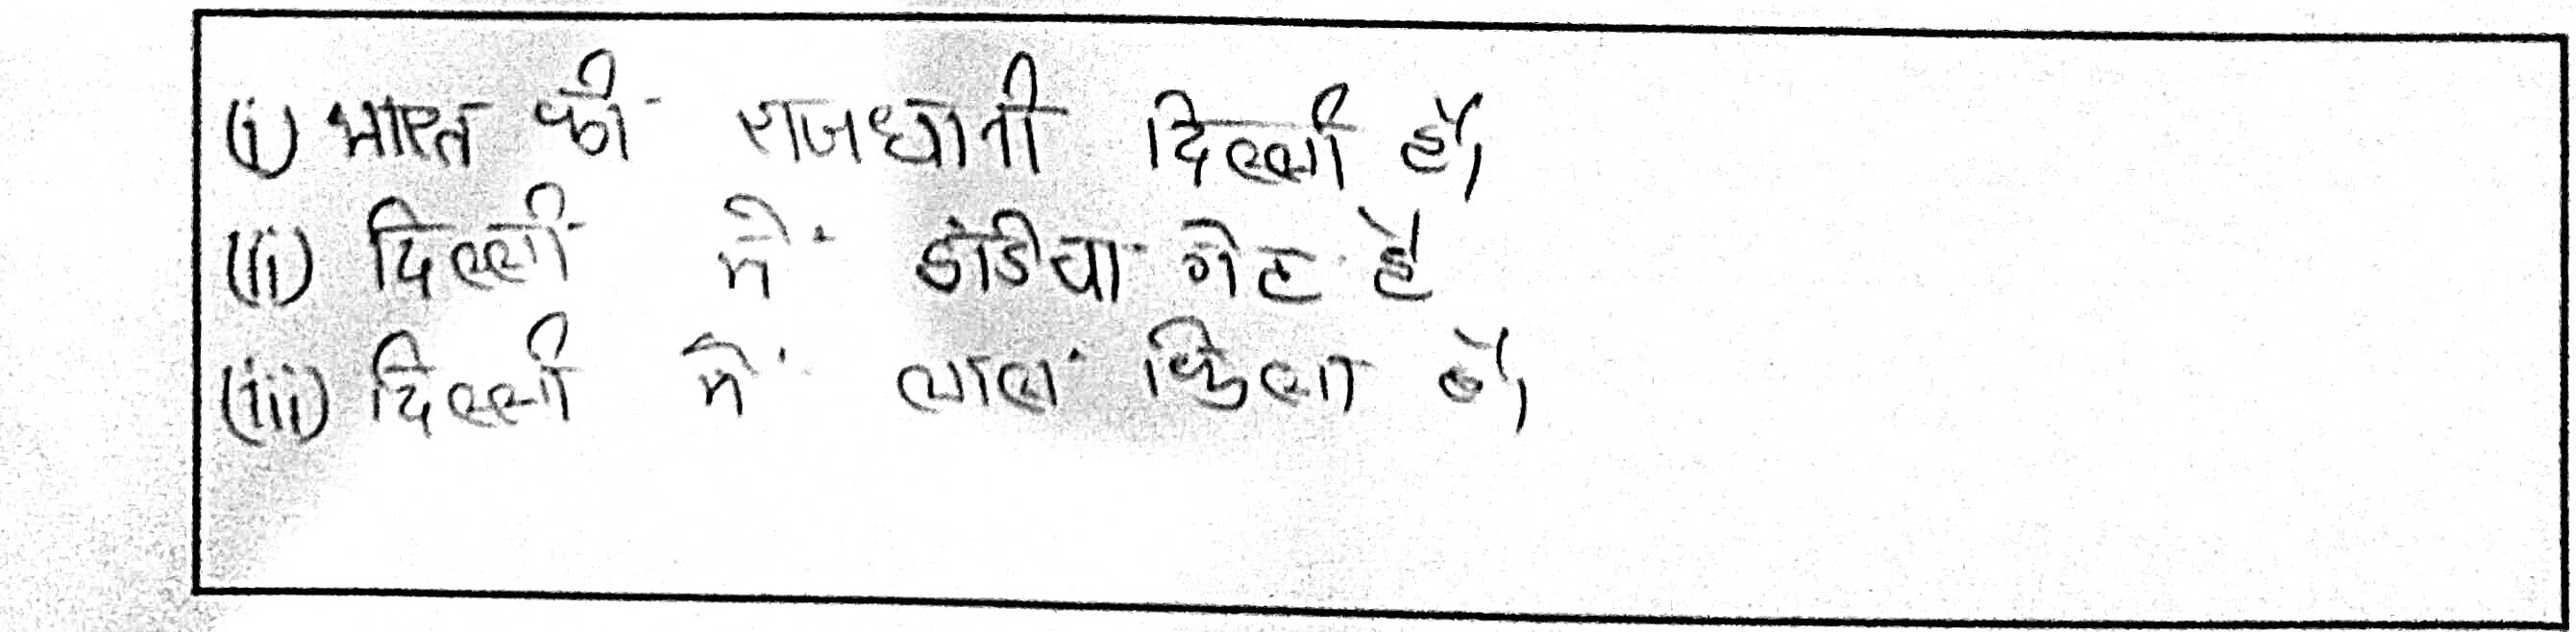 (i) भारत की राजधानी दिल्ली है,
(ii) दिल्ली में इंडीया गेट है
(iii) दिल्ली में लाल किला है,